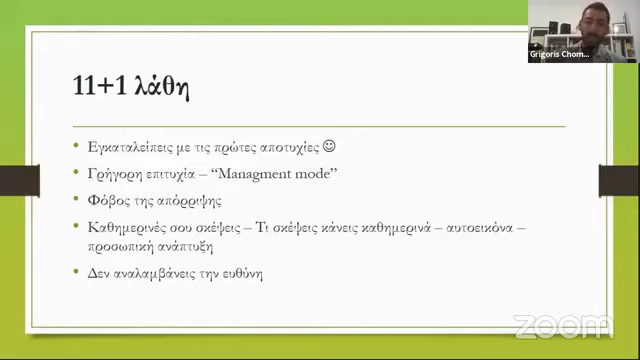 Grigoris Chom...
11+1 λάθη
• Εγκαταλείπεις με τις πρώτες αποτυχίες ☺
• Γρήγορη επιτυχία – “Managment mode”
• Φόβος της απόρριψης
• Καθημερινές σου σκέψεις – Τι σκέψεις κάνεις καθημερινά – αυτοεικόνα –
προσωπική ανάπτυξη
• Δεν αναλαμβάνεις την ευθύνη
zoom